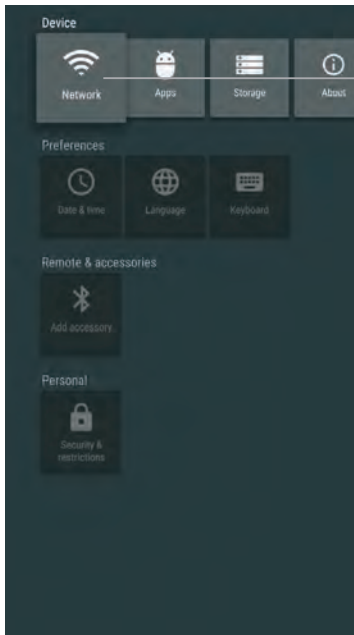 Device
Network
Apps
Storage
About
Preferences
Date & time
Language
Keyboard
Remote & accessories
Add accessory
Personal
Security &
restrictions